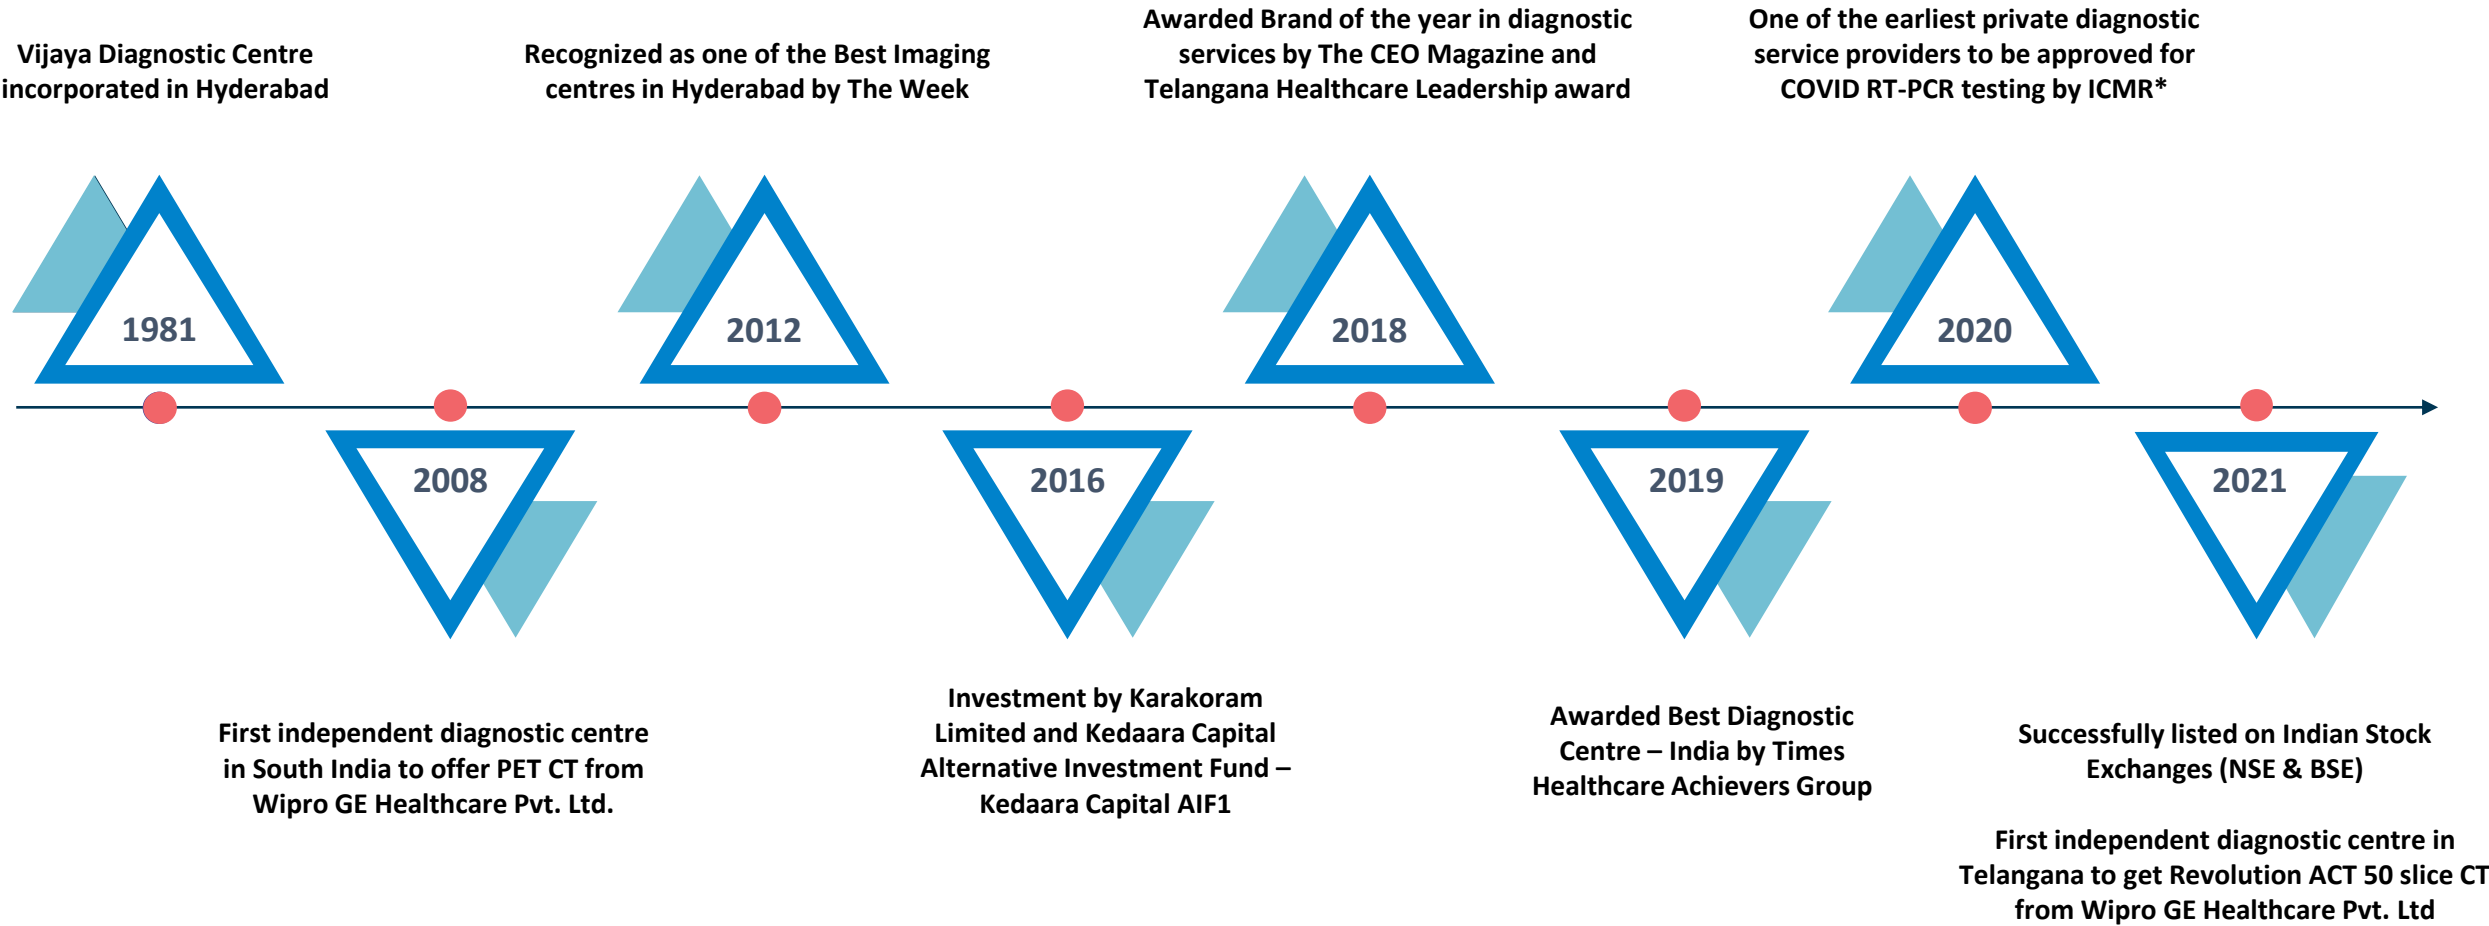 Vijaya Diagnostic Centre
incorporated in Hyderabad
1981
2008
First independent diagnostic centre
in South India to offer PET CT from
Wipro GE Healthcare Pvt. Ltd.
Recognized as one of the Best Imaging
centres in Hyderabad by The Week
2012
2016
Investment by Karakoram
Limited and Kedaara Capital
Alternative Investment Fund –
Kedaara Capital AIF1
Awarded Brand of the year in diagnostic
services by The CEO Magazine and
Telangana Healthcare Leadership award
2018
2019
Awarded Best Diagnostic
Centre – India by Times
Healthcare Achievers Group
One of the earliest private diagnostic
service providers to be approved for
COVID RT-PCR testing by ICMR*
2020
2021
Successfully listed on Indian Stock
Exchanges (NSE & BSE)
First independent diagnostic centre in
Telangana to get Revolution ACT 50 slice CT
from Wipro GE Healthcare Pvt. Ltd